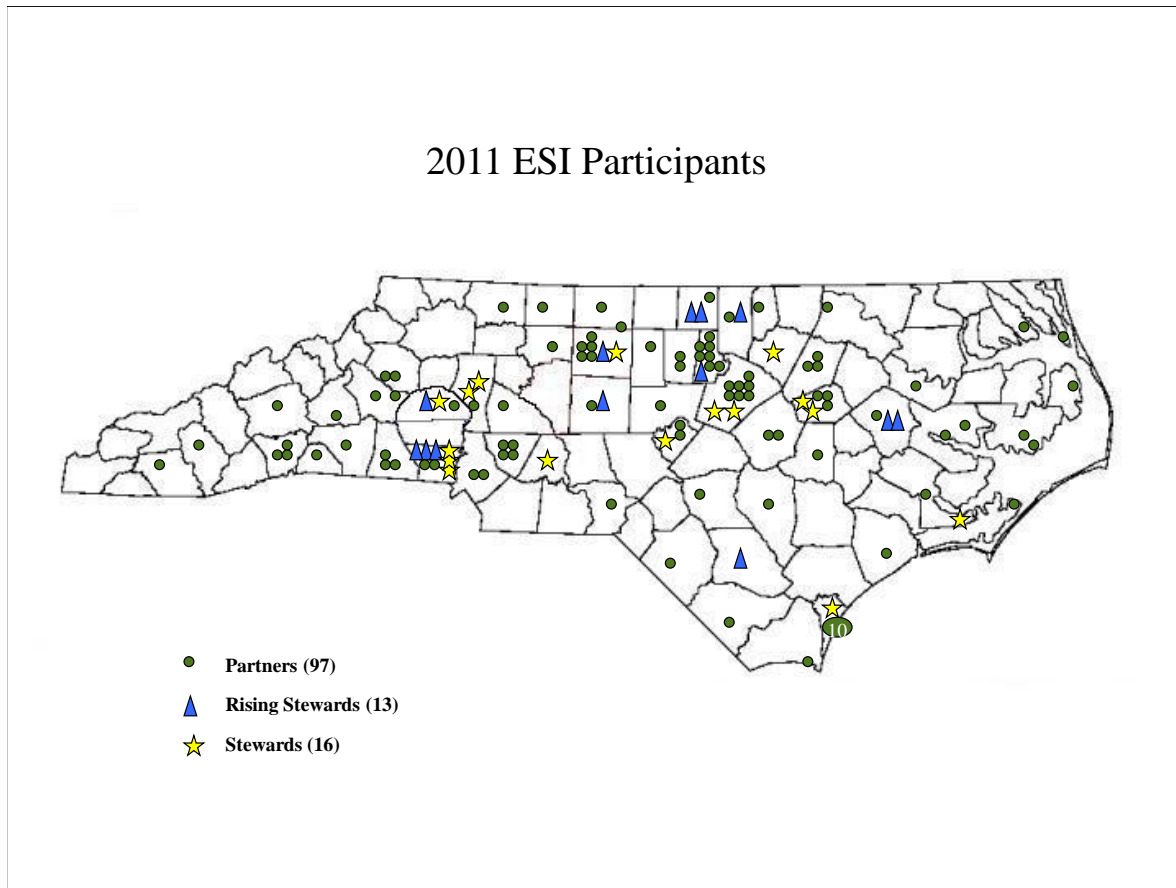 2011 ESI Participants
10
Partners (97)
Rising Stewards (13)
Stewards (16)